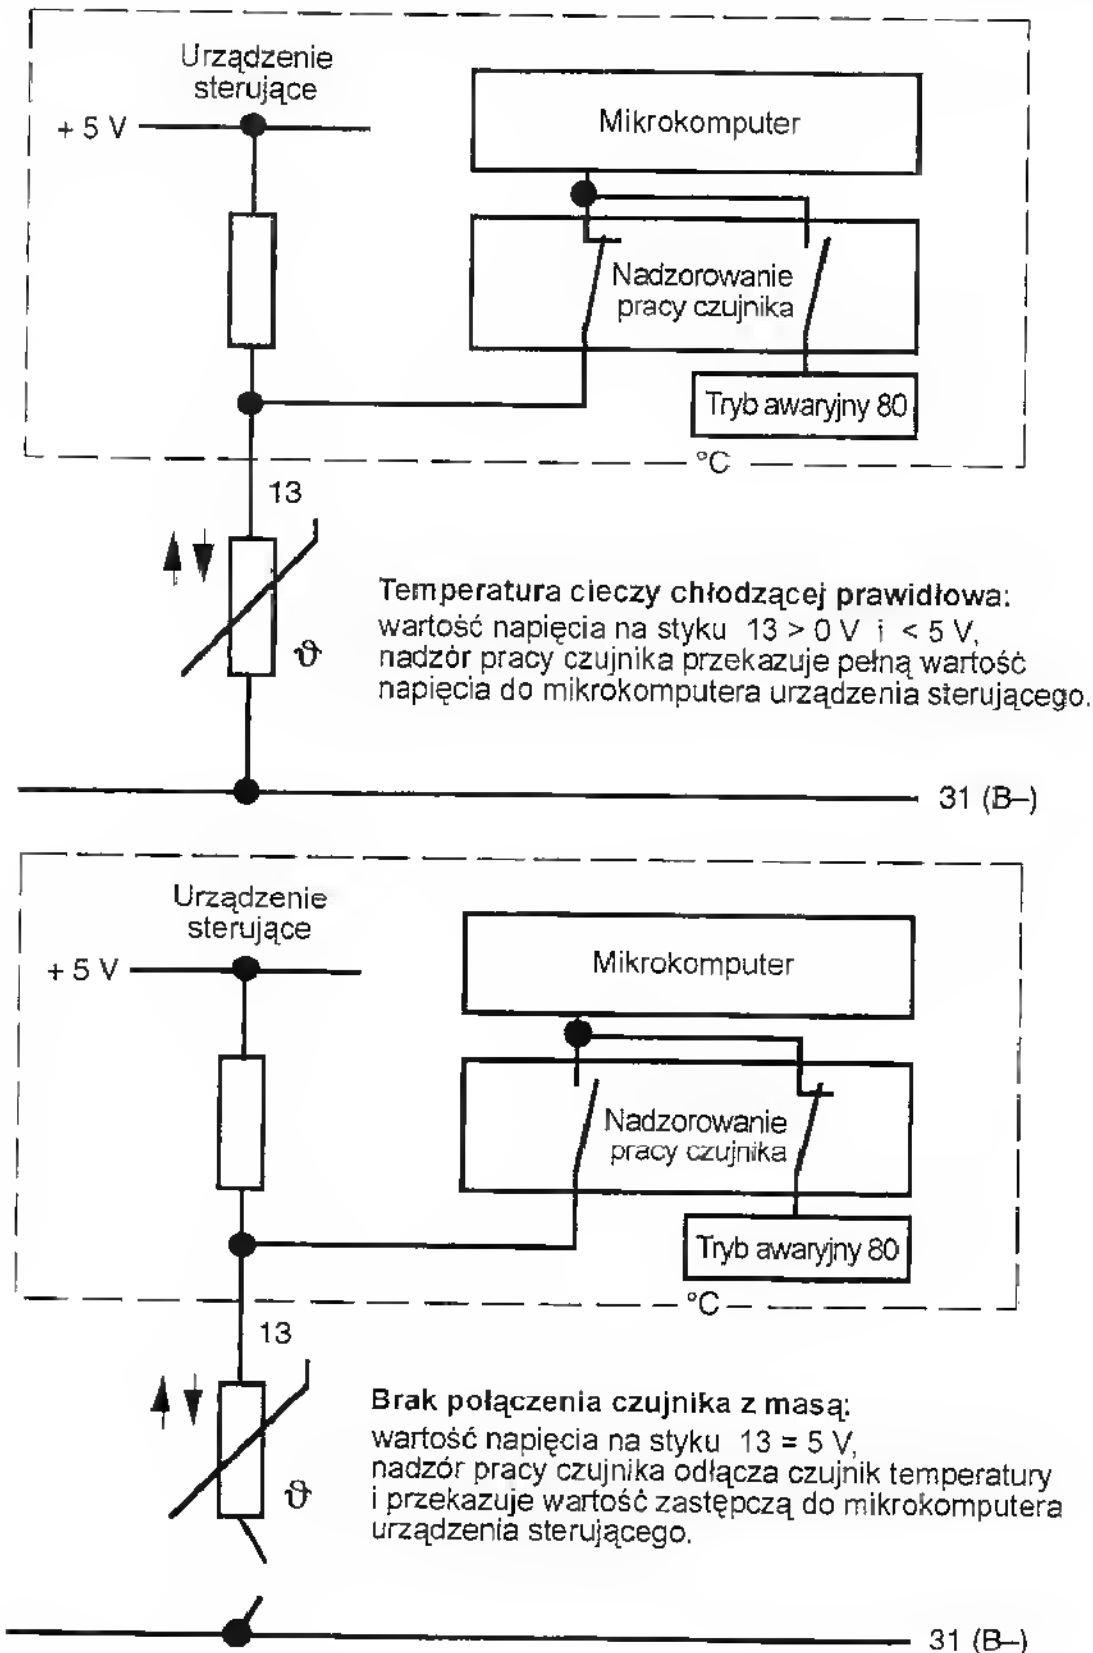 Urządzenie
sterujące
+ 5 V
Mikrokomputer
Nadzorowanie
pracy czujnika
Tryb awaryjny 80
°C
13
ϑ
Temperatura cieczy chłodzącej prawidłowa:
wartość napięcia na styku 13 > 0 V i < 5 V,
nadzór pracy czujnika przekazuje pełną wartość
napięcia do mikrokomputera urządzenia sterującego.
31 (B–)
Urządzenie
sterujące
+ 5 V
Mikrokomputer
Nadzorowanie
pracy czujnika
Tryb awaryjny 80
°C
13
ϑ
Brak połączenia czujnika z masą:
wartość napięcia na styku 13 = 5 V,
nadzór pracy czujnika odłącza czujnik temperatury
i przekazuje wartość zastępczą do mikrokomputera
urządzenia sterującego.
31 (B–)